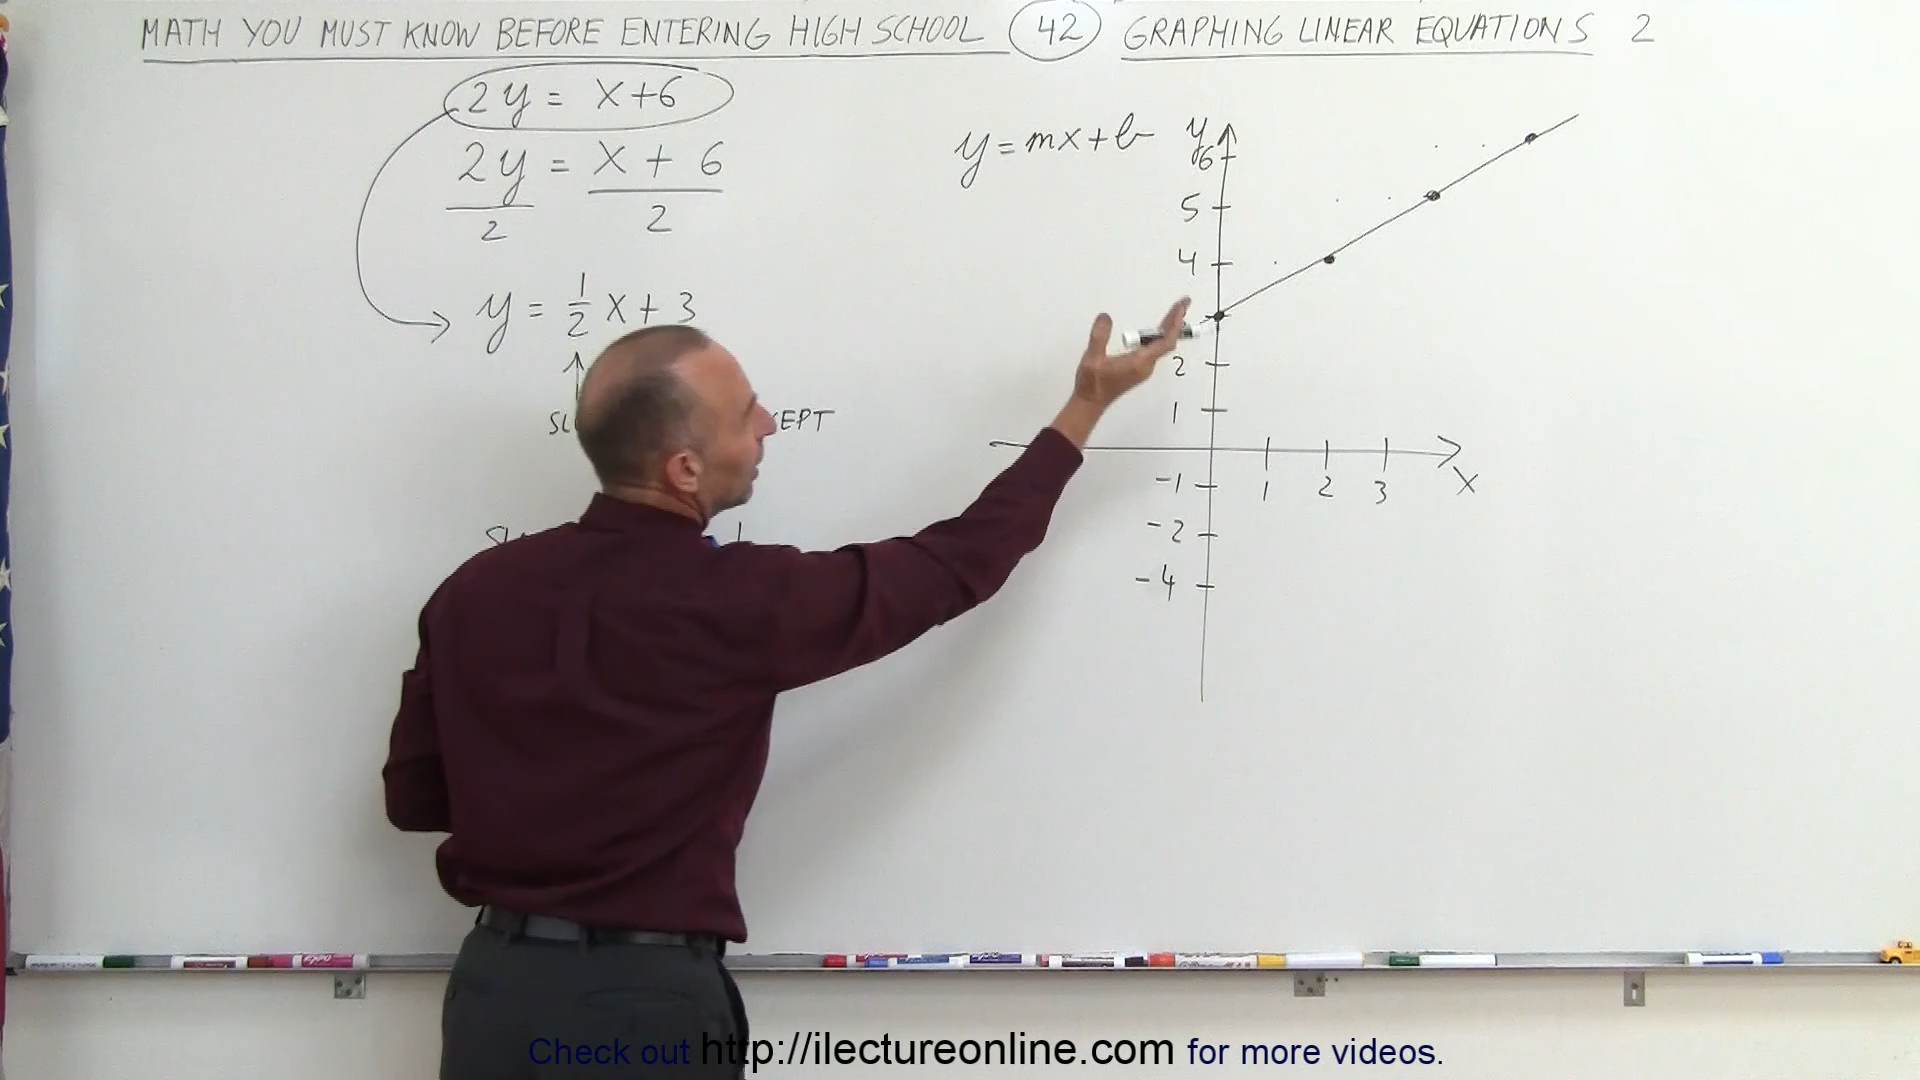 MATH YOU MUST KNOW BEFORE ENTERING HIGH SCHOOL 42 GRAPHING LINEAR EQUATIONS 2
2y = x+6
2y = x + 6
2 2
y = 1/2 x + 3
y = mx + b
y
6
5
4
2
1
-1
-2
-4
1 2 3
x
Check out http://ilectureonline.com for more videos.